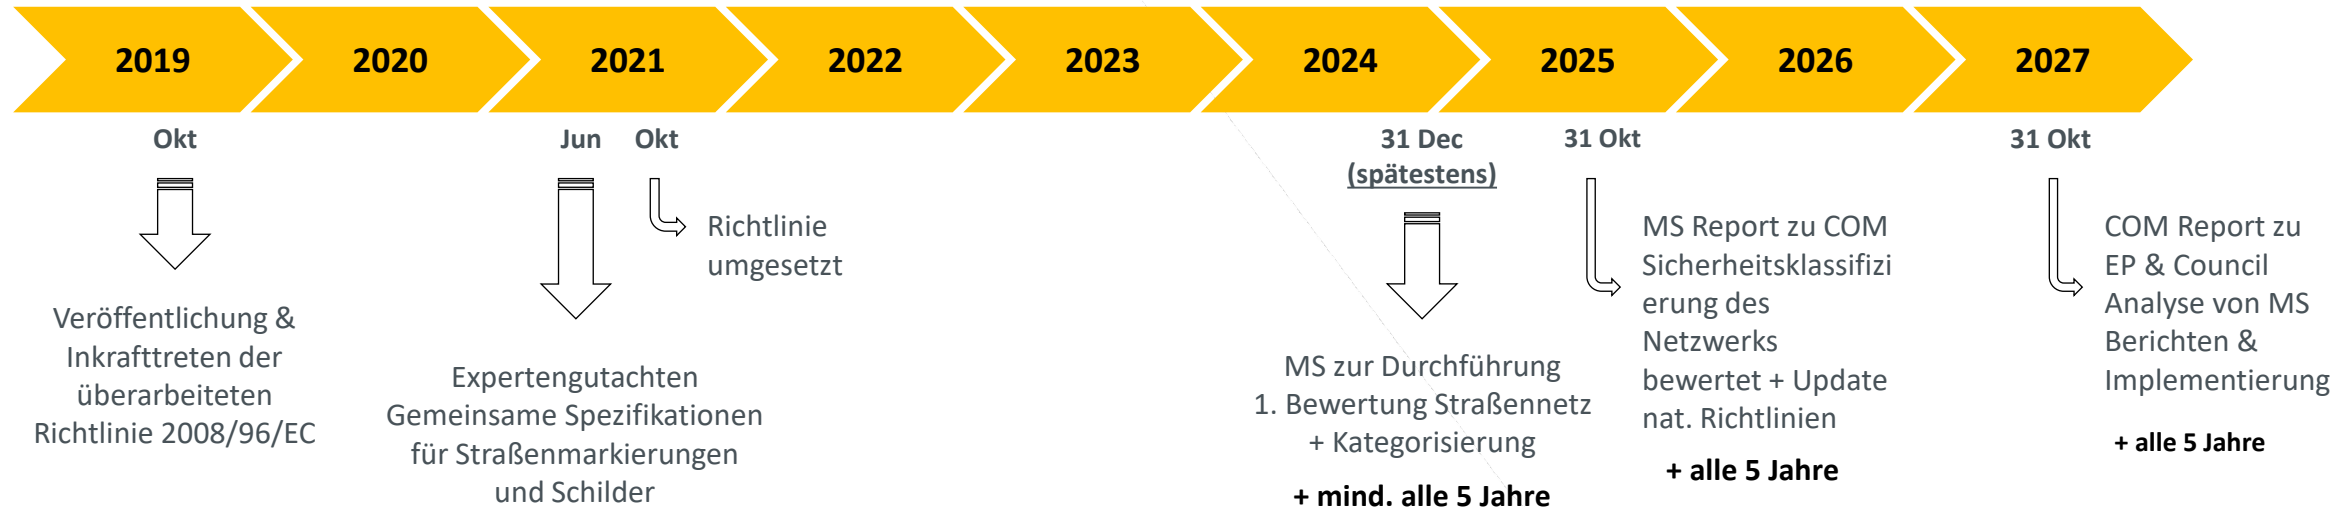 2019
2020
2021
2022
2023
2024
2025
2026
2027
Okt
Veröffentlichung &
Inkrafttreten der
überarbeiteten
Richtlinie 2008/96/EC
Jun
Expertengutachten
Gemeinsame Spezifikationen
für Straßenmarkierungen
und Schilder
Okt
Richtlinie
umgesetzt
31 Dec
(spätestens)
MS zur Durchführung
1. Bewertung Straßennetz
+ Kategorisierung
+ mind. alle 5 Jahre
31 Okt
MS Report zu COM
Sicherheitsklassifizi
erung des
Netzwerks
bewertet + Update
nat. Richtlinien
+ alle 5 Jahre
31 Okt
COM Report zu
EP & Council
Analyse von MS
Berichten &
Implementierung
+ alle 5 Jahre